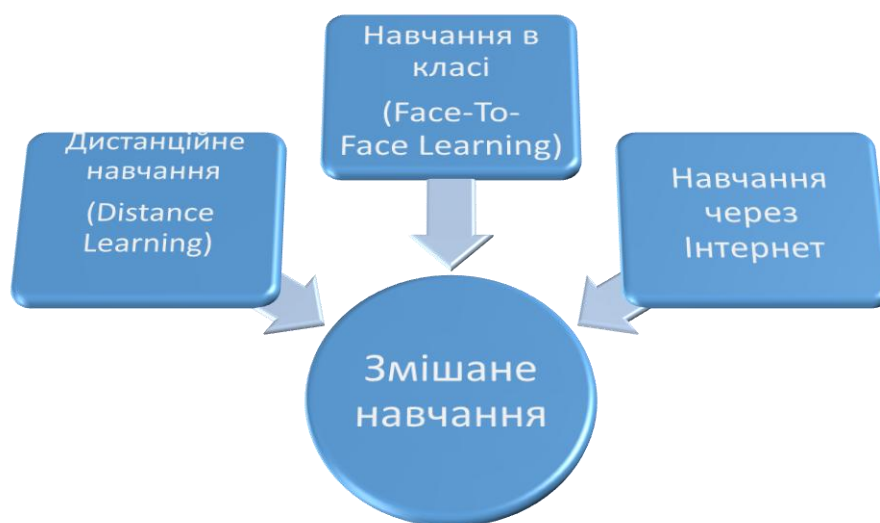 Навчання в
класі
(Face-To-
Face Learning)
Дистанційне
навчання
(Distance
Learning)
Навчання
через
Інтернет
Змішане
навчання